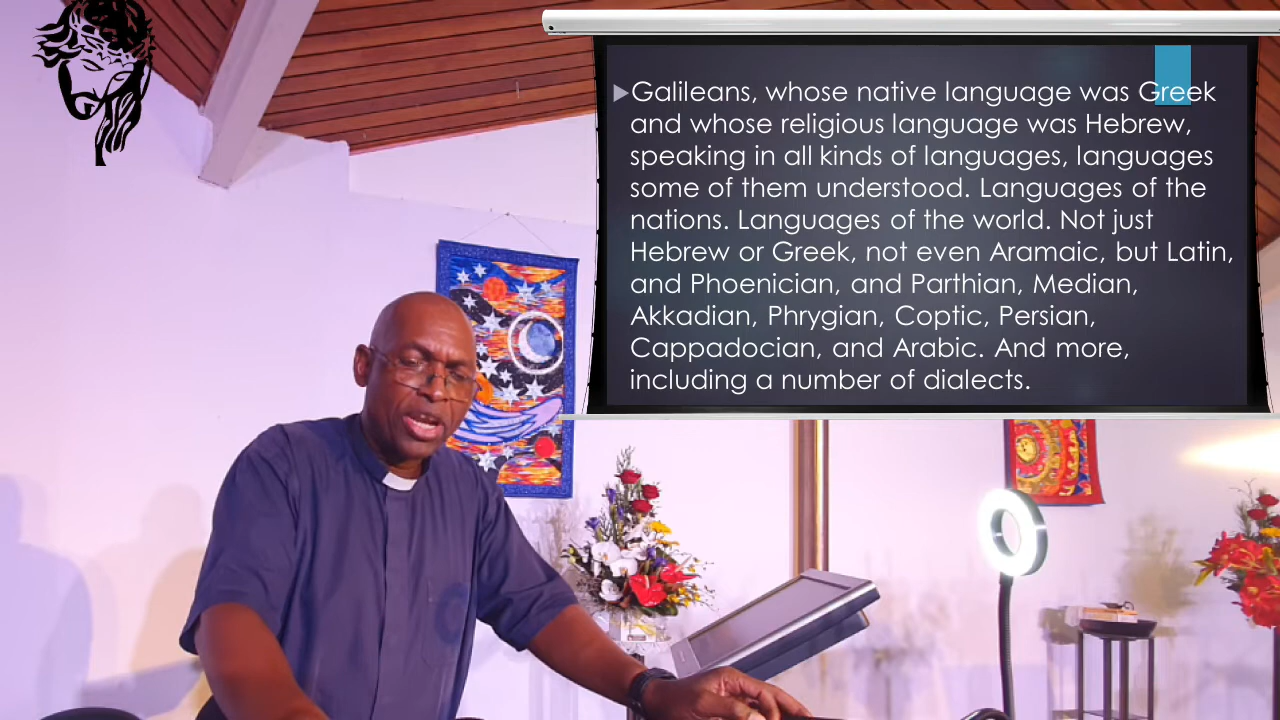 Galileans, whose native language was Greek
and whose religious language was Hebrew,
speaking in all kinds of languages, languages
some of them understood. Languages of the
nations. Languages of the world. Not just
Hebrew or Greek, not even Aramaic, but Latin,
and Phoenician, and Parthian, Median,
Akkadian, Phrygian, Coptic, Persian,
Cappadocian, and Arabic. And more,
including a number of dialects.